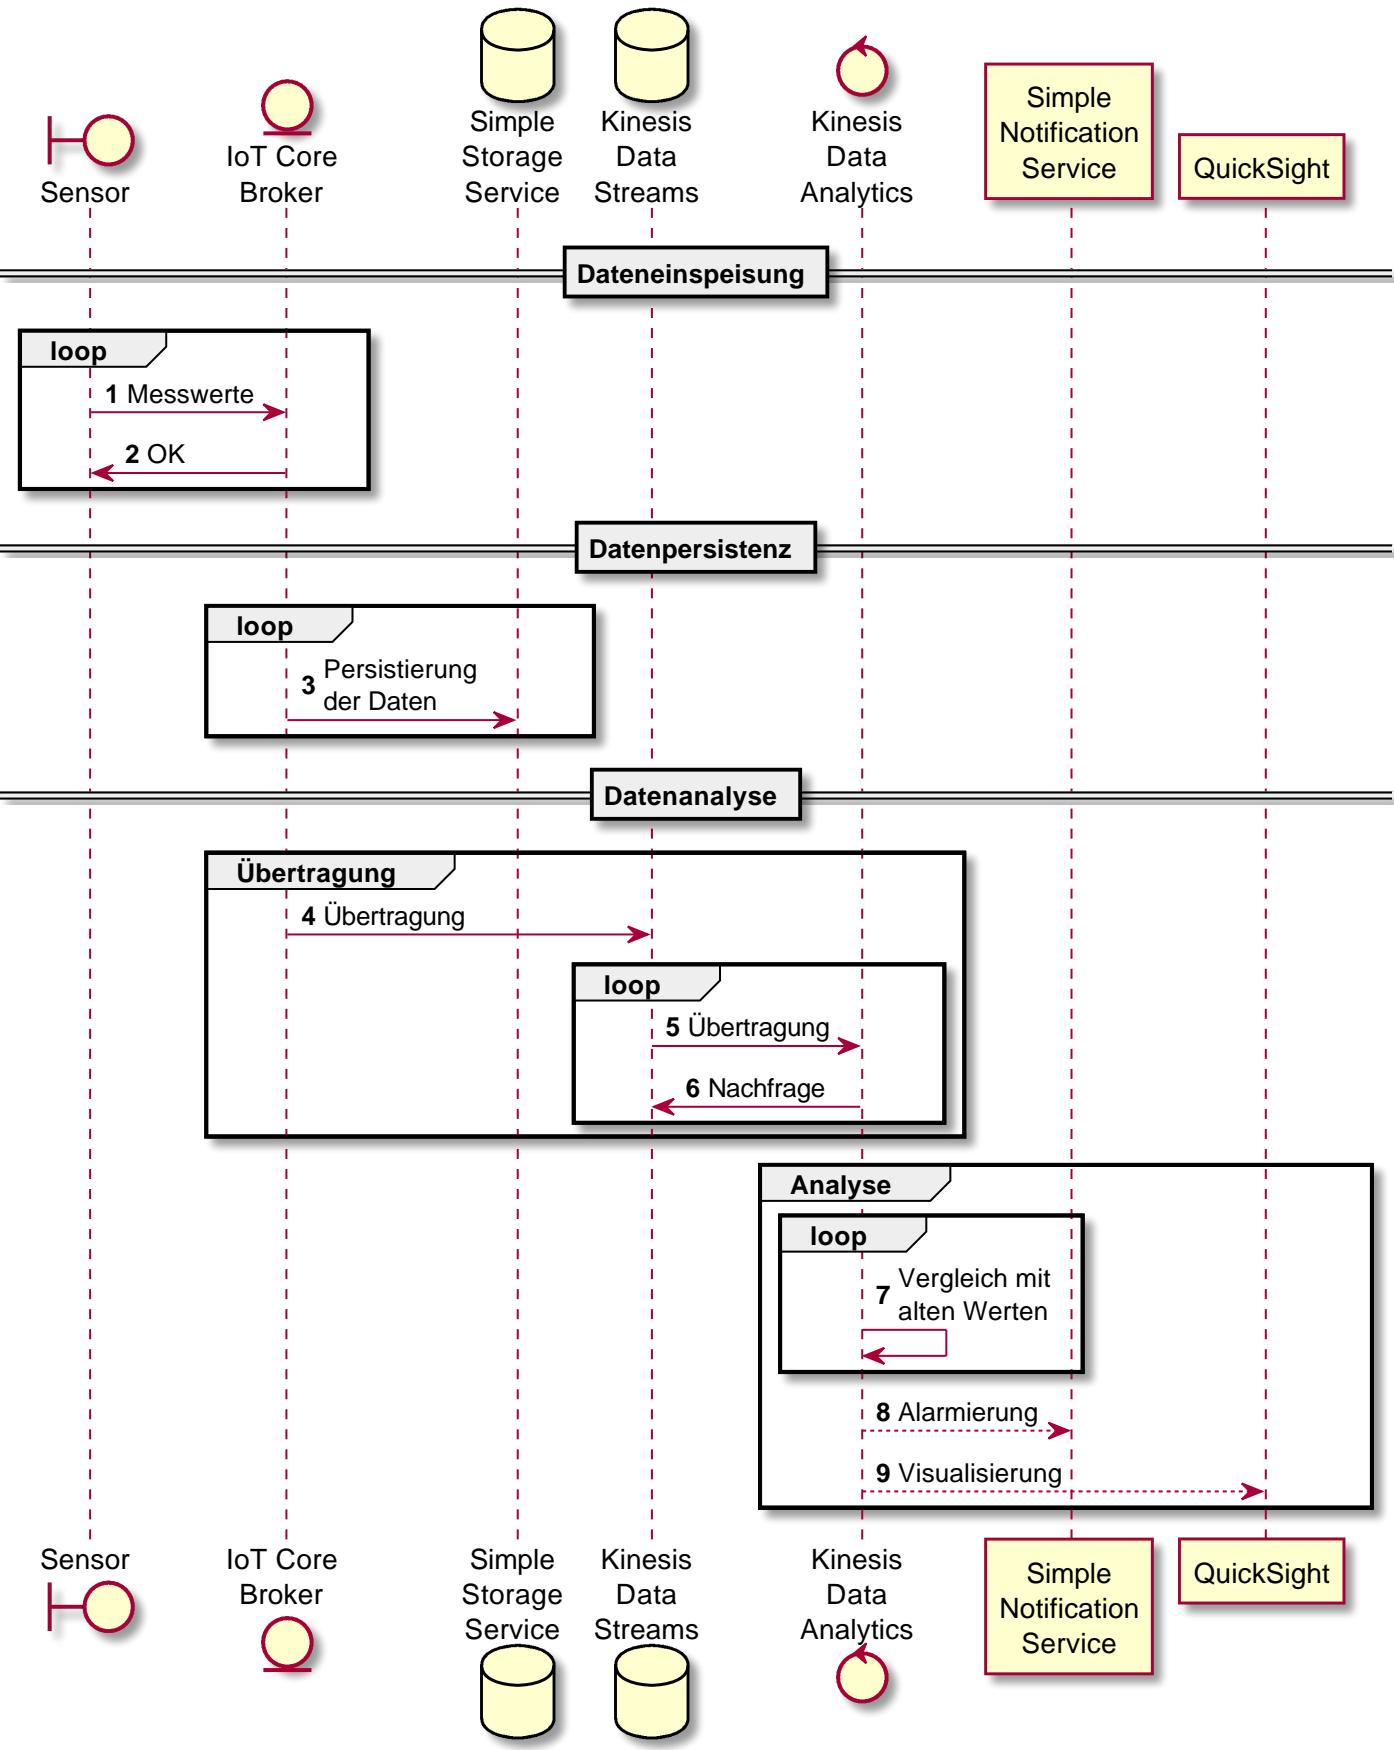 Sensor
IoT Core
Broker
Simple
Storage
Service
Kinesis
Data
Streams
Kinesis
Data
Analytics
Simple
Notification
Service
QuickSight
Dateneinspeisung
loop
1 Messwerte
2 OK
Datenpersistenz
loop
3 Persistierung
der Daten
Datenanalyse
Übertragung
4 Übertragung
loop
5 Übertragung
6 Nachfrage
Analyse
loop
7 Vergleich mit
alten Werten
8 Alarmierung
9 Visualisierung
Sensor
IoT Core
Broker
Simple
Storage
Service
Kinesis
Data
Streams
Kinesis
Data
Analytics
Simple
Notification
Service
QuickSight